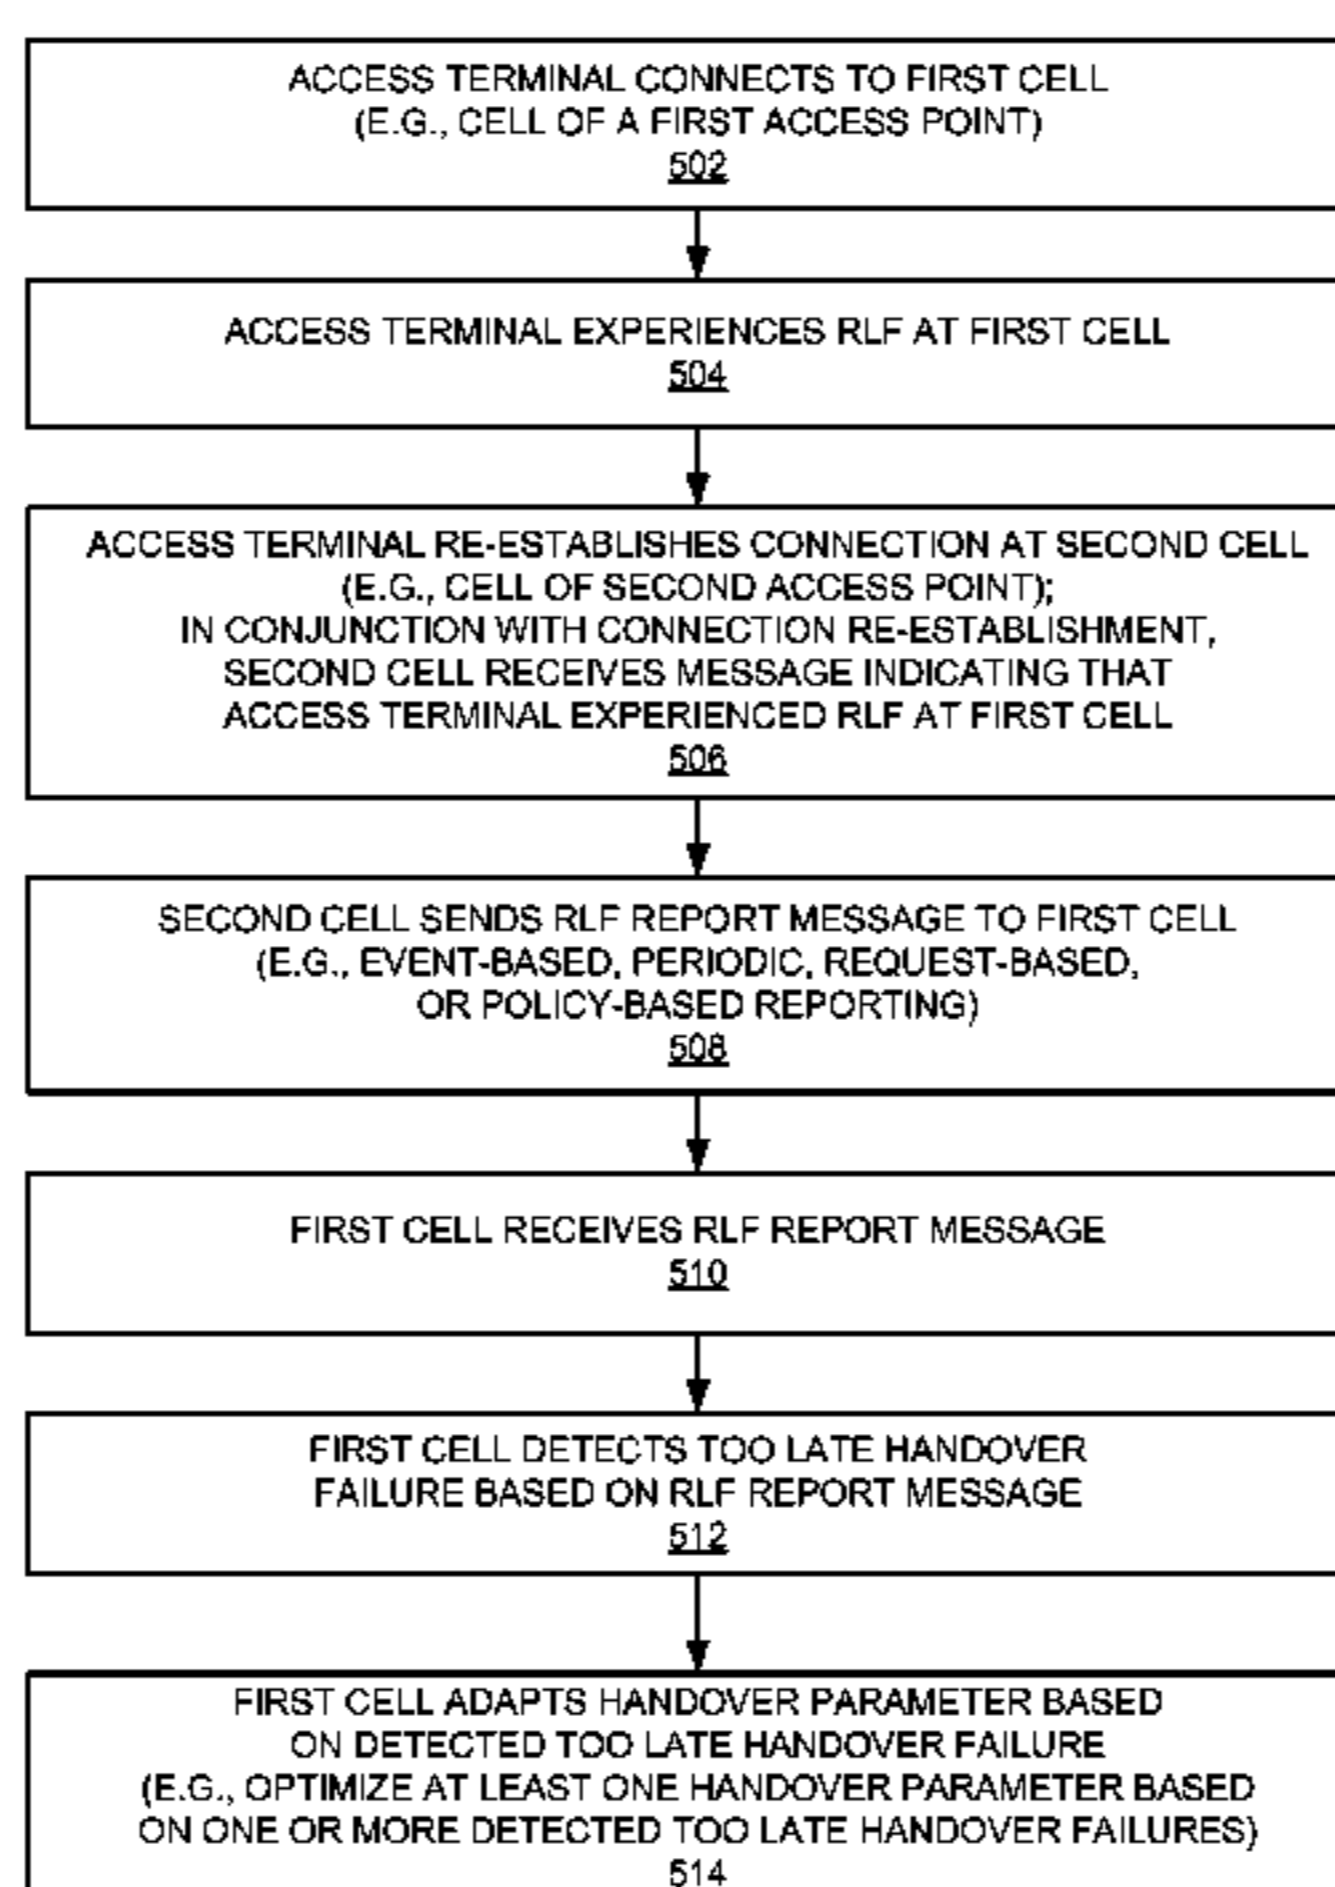 ACCESS TERMINAL CONNECTS TO FIRST CELL
(E.G., CELL OF A FIRST ACCESS POINT)
502
ACCESS TERMINAL EXPERIENCES RLF AT FIRST CELL
504
ACCESS TERMINAL RE-ESTABLISHES CONNECTION AT SECOND CELL
(E.G., CELL OF SECOND ACCESS POINT);
IN CONJUNCTION WITH CONNECTION RE-ESTABLISHMENT,
SECOND CELL RECEIVES MESSAGE INDICATING THAT
ACCESS TERMINAL EXPERIENCED RLF AT FIRST CELL
506
SECOND CELL SENDS RLF REPORT MESSAGE TO FIRST CELL
(E.G., EVENT-BASED, PERIODIC, REQUEST-BASED,
OR POLICY-BASED REPORTING)
508
FIRST CELL RECEIVES RLF REPORT MESSAGE
510
FIRST CELL DETECTS TOO LATE HANDOVER
FAILURE BASED ON RLF REPORT MESSAGE
512
FIRST CELL ADAPTS HANDOVER PARAMETER BASED
ON DETECTED TOO LATE HANDOVER FAILURE
(E.G., OPTIMIZE AT LEAST ONE HANDOVER PARAMETER BASED
ON ONE OR MORE DETECTED TOO LATE HANDOVER FAILURES)
514